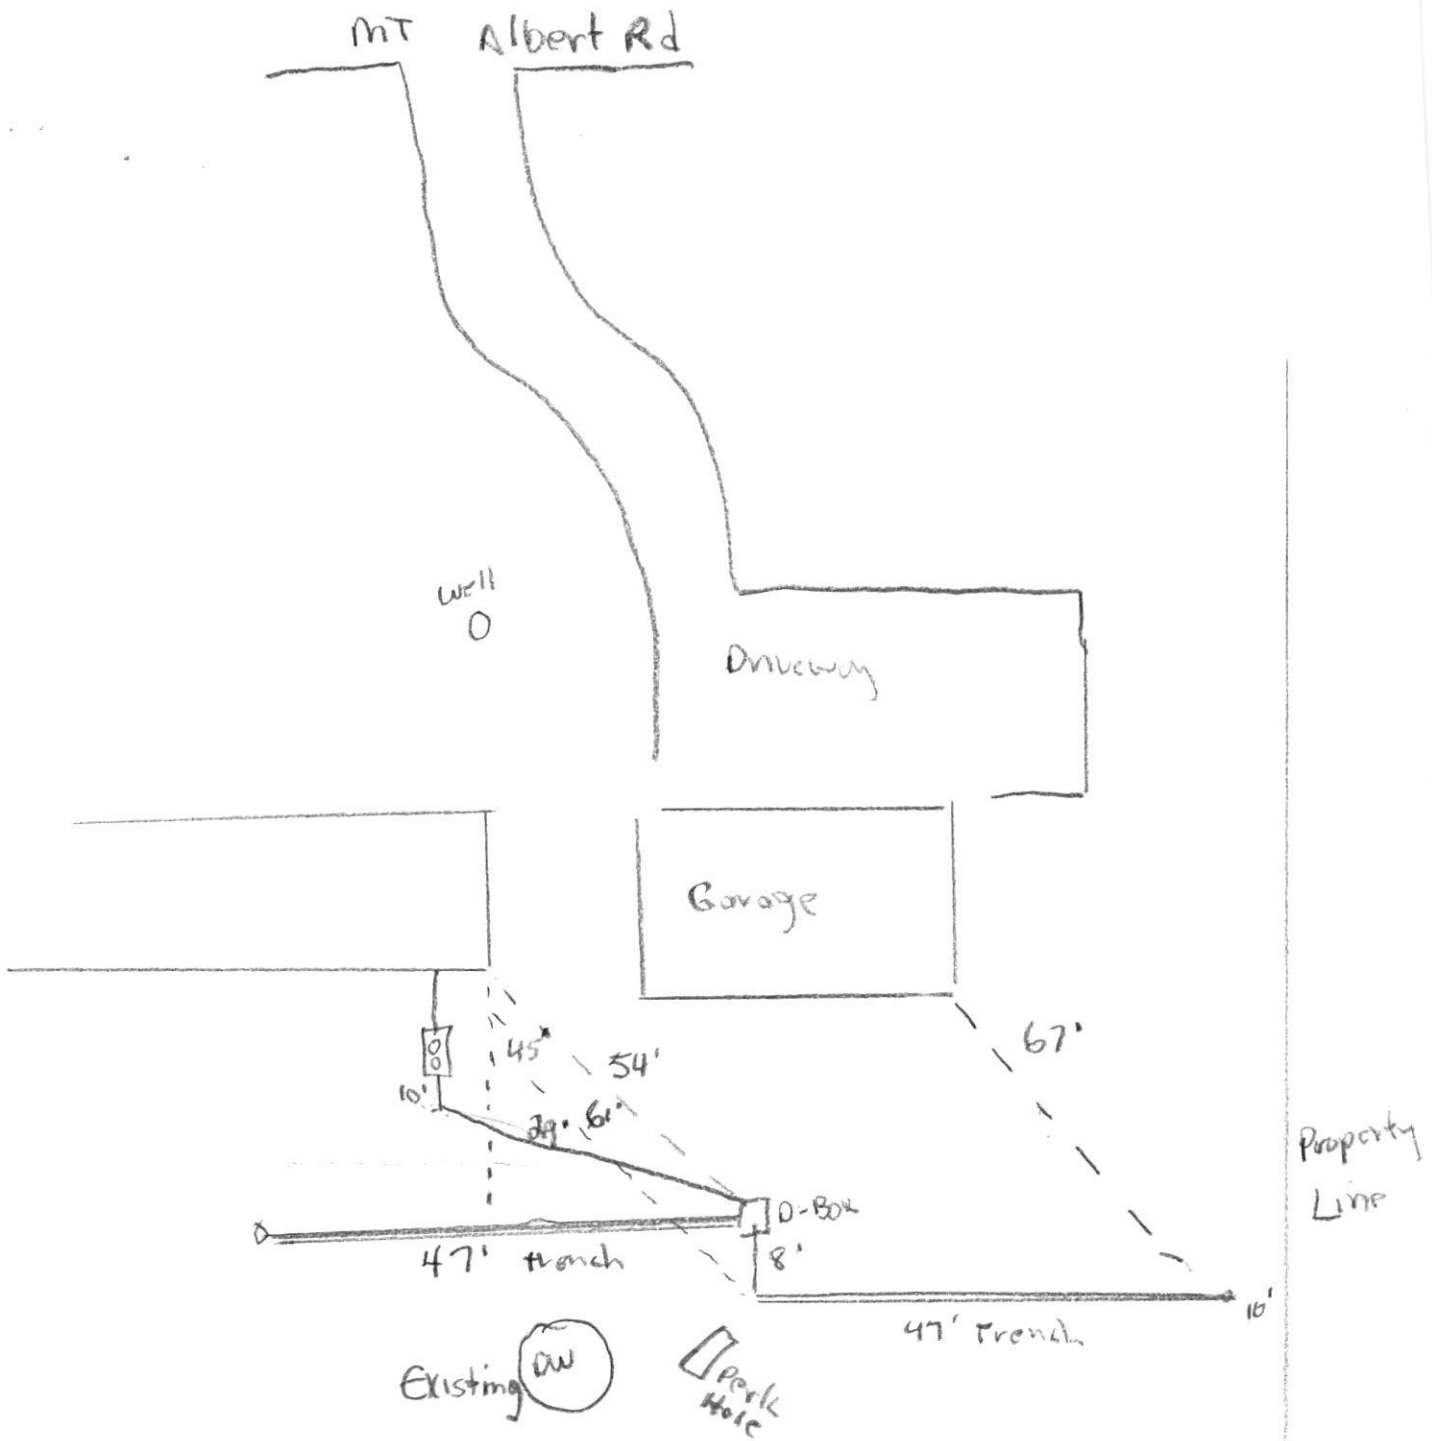 MT Albert Rd
Well
Driveway
Garage
67'
45'
54'
10'
29' 61'
Property
Line
D-Box
47' trench
8'
10'
47' Trench
Existing DW
Perk
Hole